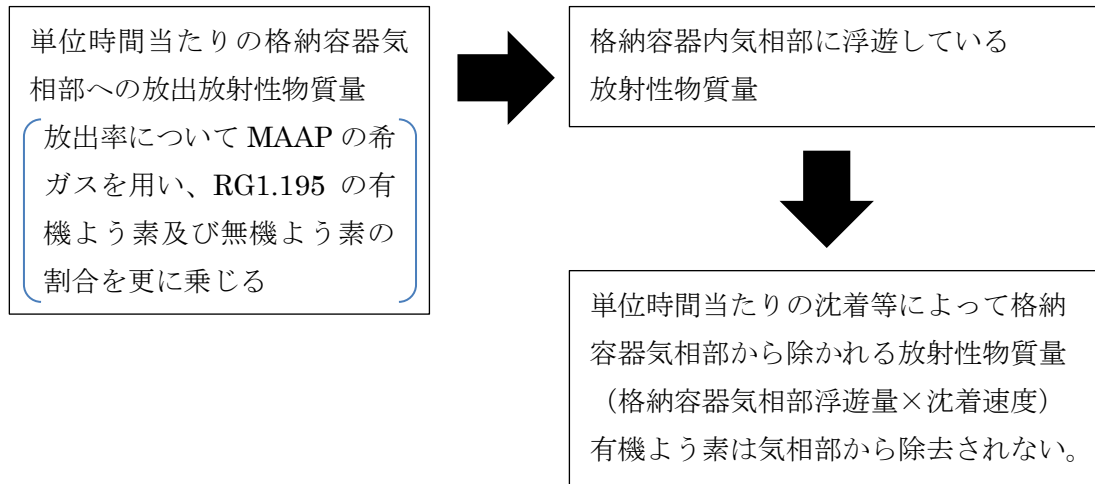 単位時間当たりの格納容器気
相部への放出放射性物質量
放出率について MAAP の希
ガスを用い、RG1.195 の有
機よう素及び無機よう素の
割合を更に乗じる
格納容器内気相部に浮遊している
放射性物質量
単位時間当たりの沈着等によって格納
容器気相部から除かれる放射性物質量
（格納容器気相部浮遊量×沈着速度）
有機よう素は気相部から除去されない。